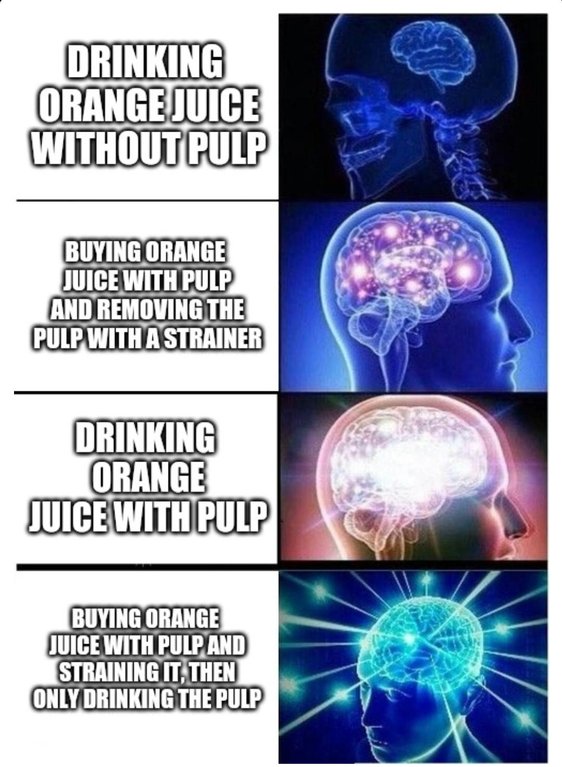 DRINKING
ORANGE JUICE
WITHOUT PULP
BUYING ORANGE
JUICE WITH PULP
AND REMOVING THE
PULP WITH A STRAINER
DRINKING
ORANGE
JUICE WITH PULP
BUYING ORANGE
JUICE WITH PULP AND
STRAINING IT, THEN
ONLY DRINKING THE PULP